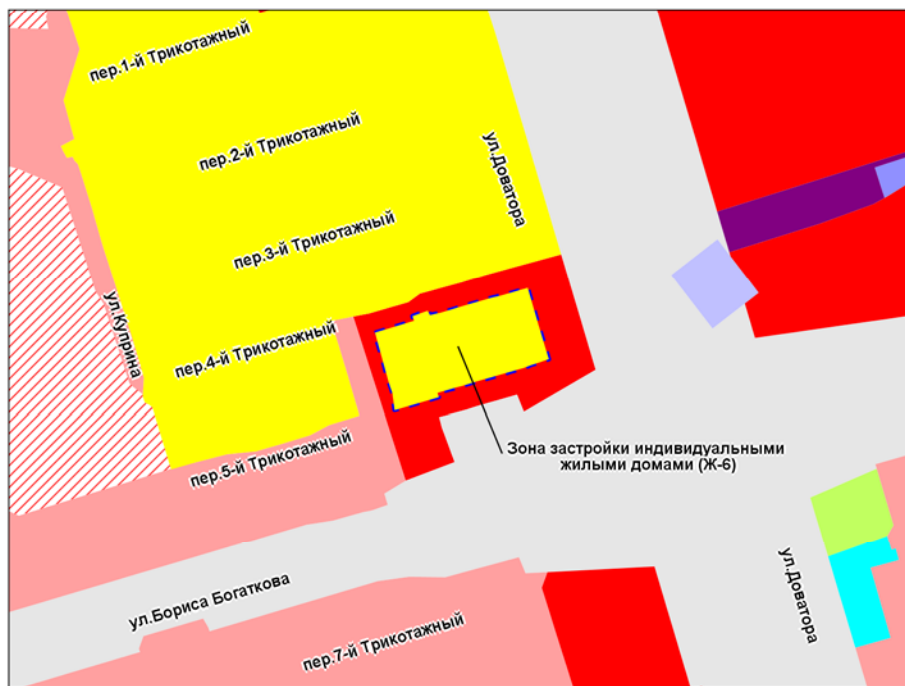 пер.1-й Трикотажный
пер.2-й Трикотажный
ул.Доватора
пер.3-й Трикотажный
ул.Куприна
пер.4-й Трикотажный
Зона застройки индивидуальными
жилыми домами (Ж-6)
пер.5-й Трикотажный
ул.Бориса Богаткова
ул.Доватора
пер.7-й Трикотажный